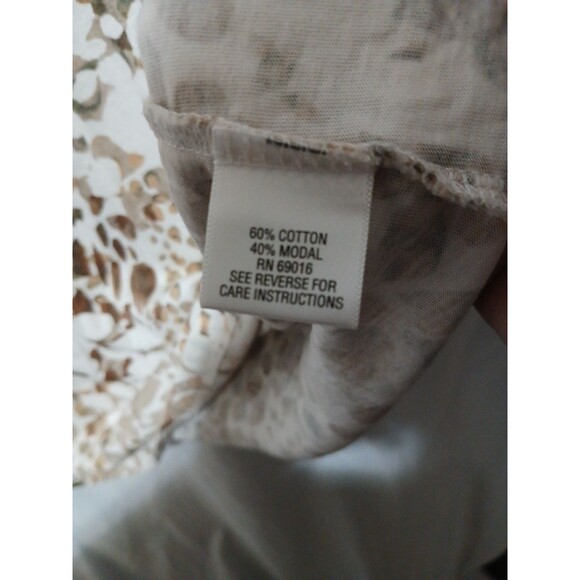 60% COTTON
40% MODAL
RN 69016
SEE REVERSE FOR
CARE INSTRUCTIONS